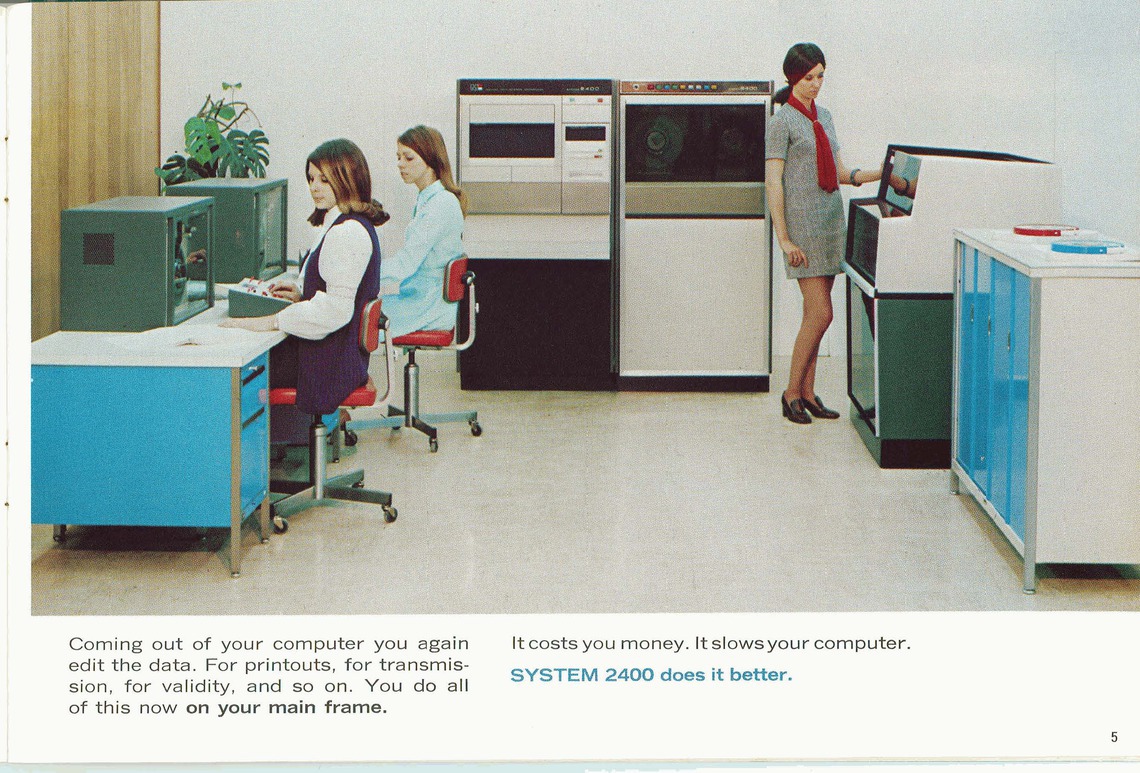 2400
2400
Coming out of your computer you again
edit the data. For printouts, for transmis-
sion, for validity, and so on. You do all
of this now on your main frame.
It costs you money. It slows your computer.
SYSTEM 2400 does it better.
5